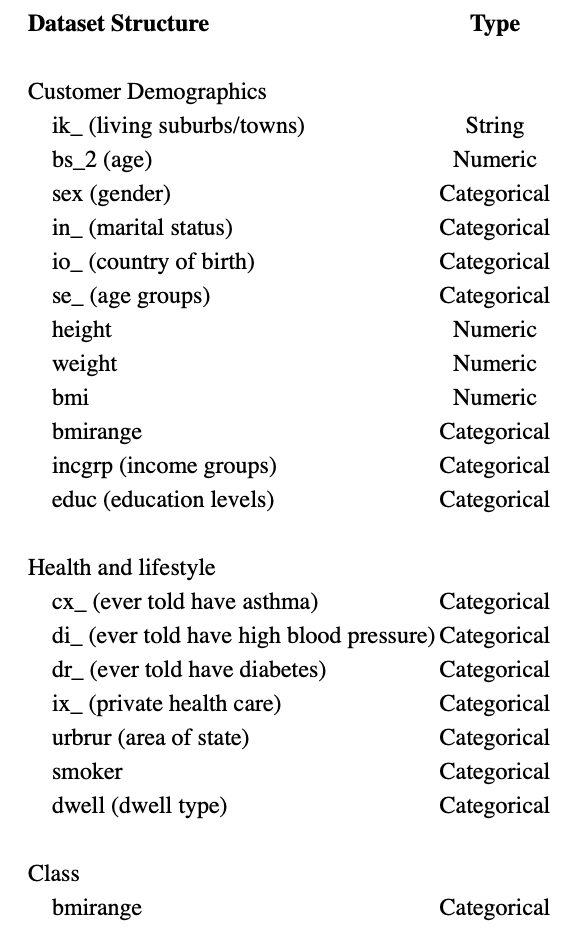 Dataset Structure Type
Customer Demographics
ik_ (living suburbs/towns) String
bs_2 (age) Numeric
sex (gender) Categorical
in_ (marital status) Categorical
io_ (country of birth) Categorical
se_ (age groups) Categorical
height Numeric
weight Numeric
bmi Numeric
bmirange Categorical
incgrp (income groups) Categorical
educ (education levels) Categorical
Health and lifestyle
cx_ (ever told have asthma) Categorical
di_ (ever told have high blood pressure) Categorical
dr_ (ever told have diabetes) Categorical
ix_ (private health care) Categorical
urbrur (area of state) Categorical
smoker Categorical
dwell (dwell type) Categorical
Class
bmirange Categorical